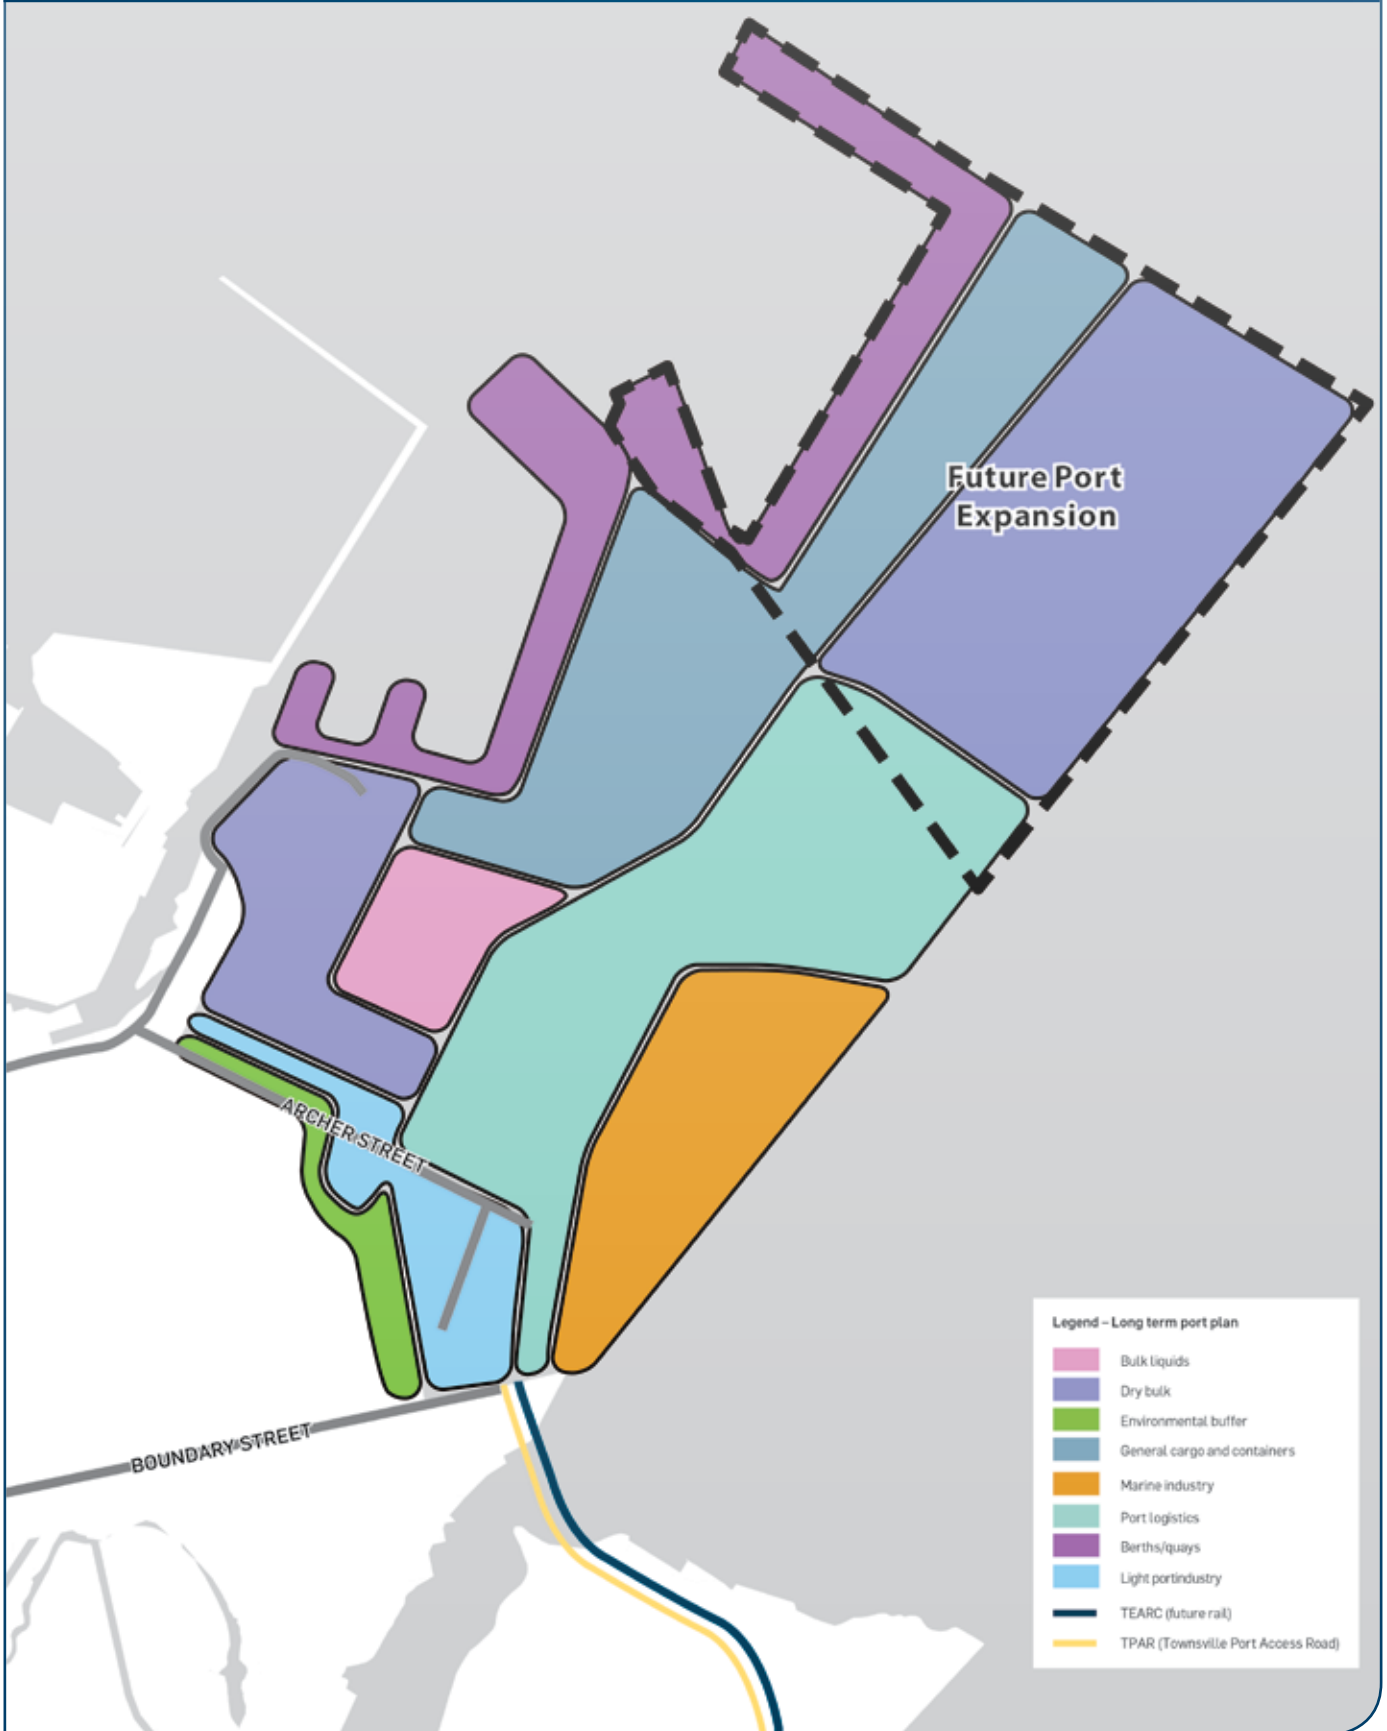 Future Port
Expansion
ARCHER STREET
BOUNDARY STREET
Legend – Long term port plan
Bulk liquids
Dry bulk
Environmental buffer
General cargo and containers
Marine industry
Port logistics
Berths/quays
Light portindustry
TEARC (future rail)
TPAR (Townsville Port Access Road)